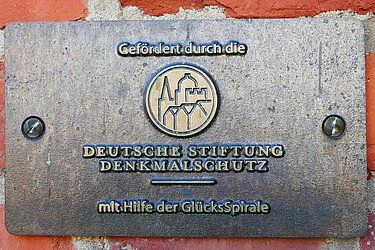 Gefördert durch die
DEUTSCHE STIFTUNG
DENKMALSCHUTZ
mit Hilfe der GlücksSpirale